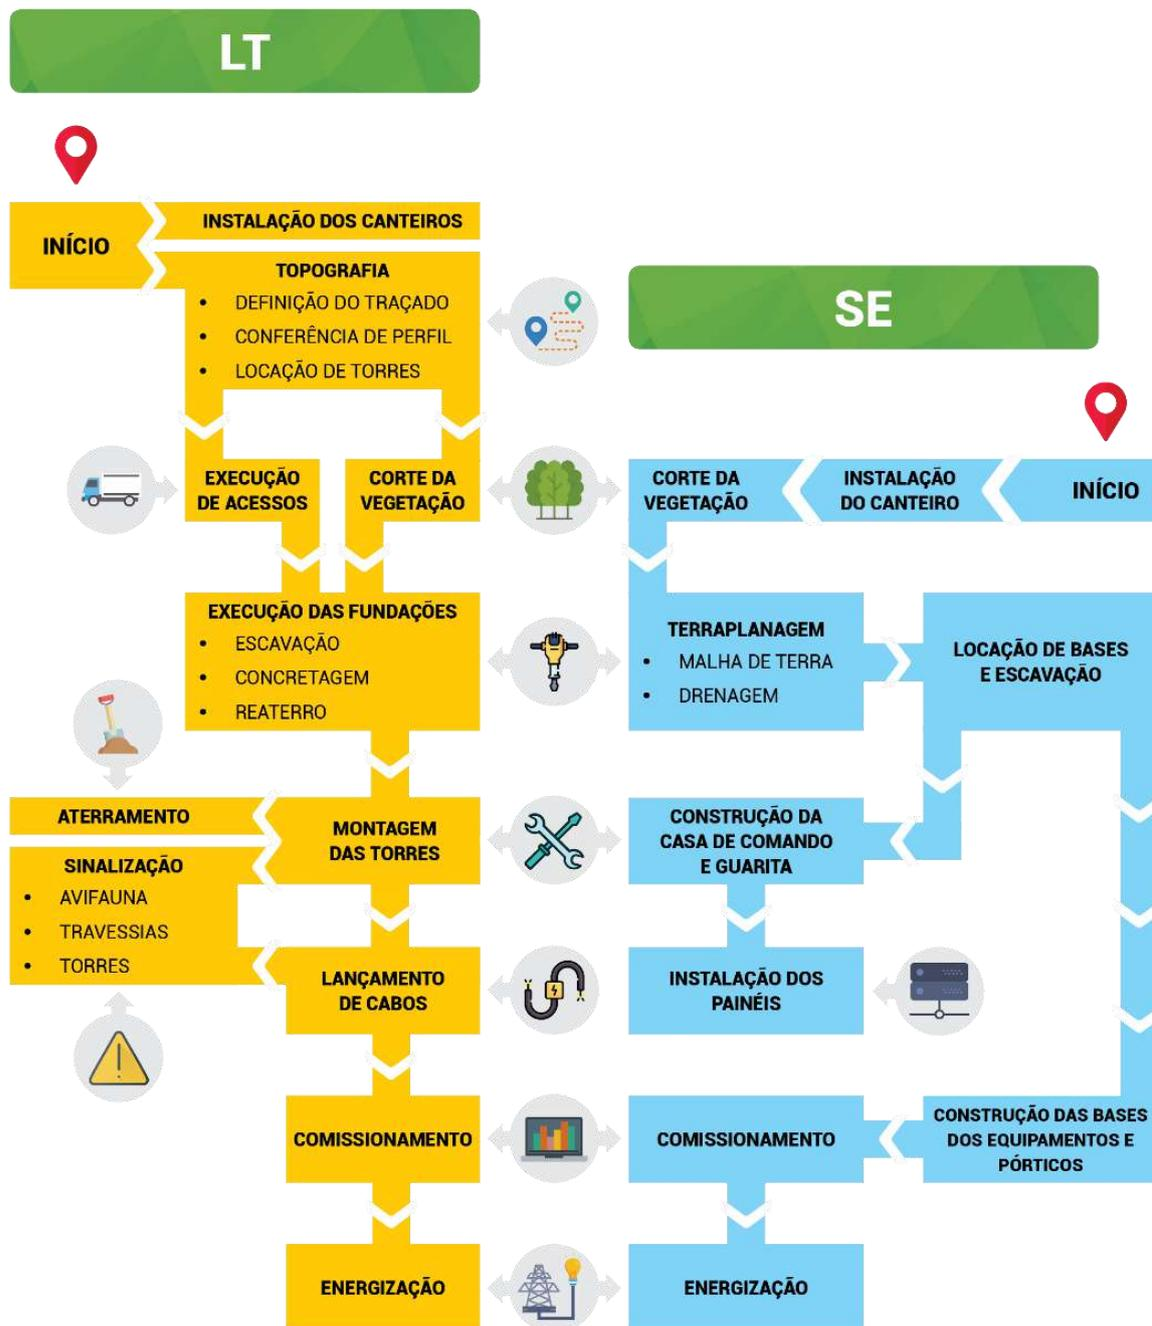 LT
INÍCIO
INSTALAÇÃO DOS CANTEIROS
TOPOGRAFIA
• DEFINIÇÃO DO TRAÇADO
• CONFERÊNCIA DE PERFIL
• LOCAÇÃO DE TORRES
EXECUÇÃO
DE ACESSOS
CORTE DA
VEGETAÇÃO
EXECUÇÃO DAS FUNDAÇÕES
• ESCAVAÇÃO
• CONCRETAGEM
• REATERRO
MONTAGEM
DAS TORRES
ATERRAMENTO
SINALIZAÇÃO
• AVIFAUNA
• TRAVESSIAS
• TORRES
LANÇAMENTO
DE CABOS
COMISSIONAMENTO
ENERGIZAÇÃO
SE
INÍCIO
INSTALAÇÃO
DO CANTEIRO
CORTE DA
VEGETAÇÃO
TERRAPLANAGEM
• MALHA DE TERRA
• DRENAGEM
LOCAÇÃO DE BASES
E ESCAVAÇÃO
CONSTRUÇÃO DA
CASA DE COMANDO
E GUARITA
INSTALAÇÃO DOS
PAINÉIS
CONSTRUÇÃO DAS BASES
DOS EQUIPAMENTOS E
PÓRTICOS
COMISSIONAMENTO
ENERGIZAÇÃO